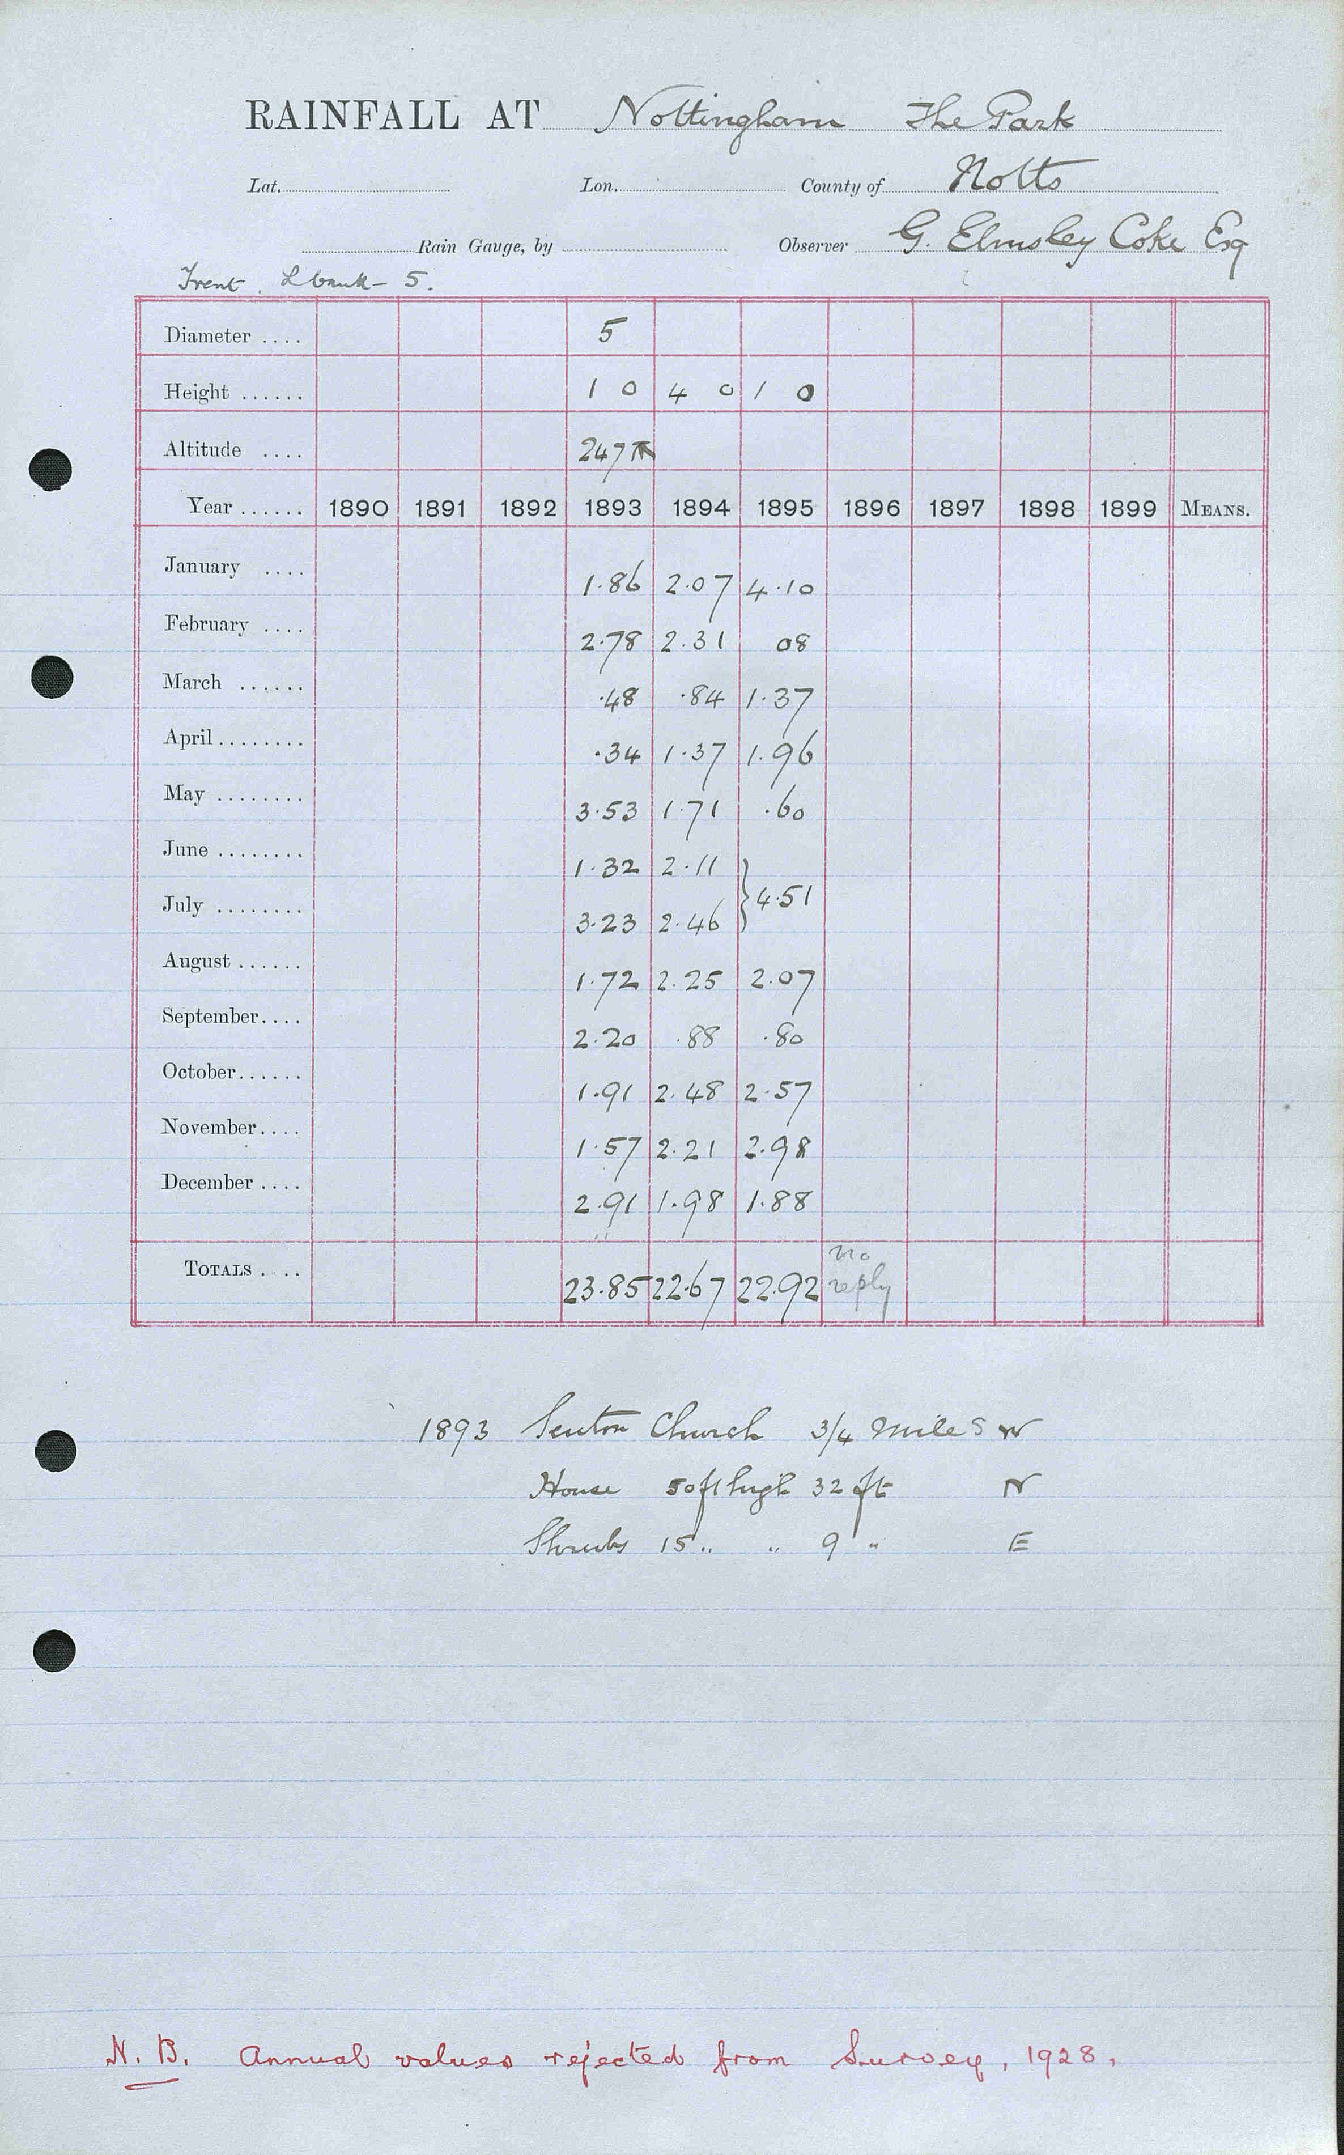 RAINFALL AT Nottingham The Park
Lat. Lon. County of Notts
Rain Gauge, by Observer G. Elmsley Coke Esq
Trent L bank - 5.
Diameter .... 5
Height ...... 1 0 4 0 1 0
Altitude .... 247
Year ...... 1890 1891 1892 1893 1894 1895 1896 1897 1898 1899 MEANS.
January .... 1.86 2.07 4.10
February .... 2.78 2.31 08
March ...... .48 .84 1.37
April ........ .34 1.37 1.96
May ........ 3.53 1.71 .60
June ........ 1.32 2.11
} 4.51
July ........ 3.23 2.46
August ...... 1.72 2.25 2.07
September.... 2.20 .88 .80
October...... 1.91 2.48 2.57
November.... 1.57 2.21 2.98
December .... 2.91 1.98 1.88
TOTALS .... 23.85 22.67 22.92 no reply
1893 Lenton Church 3/4 mile S W
House 50ft high 32 ft N
Shrubs 15 " " 9 " E
N. B. Annual values rejected from Survey, 1928.